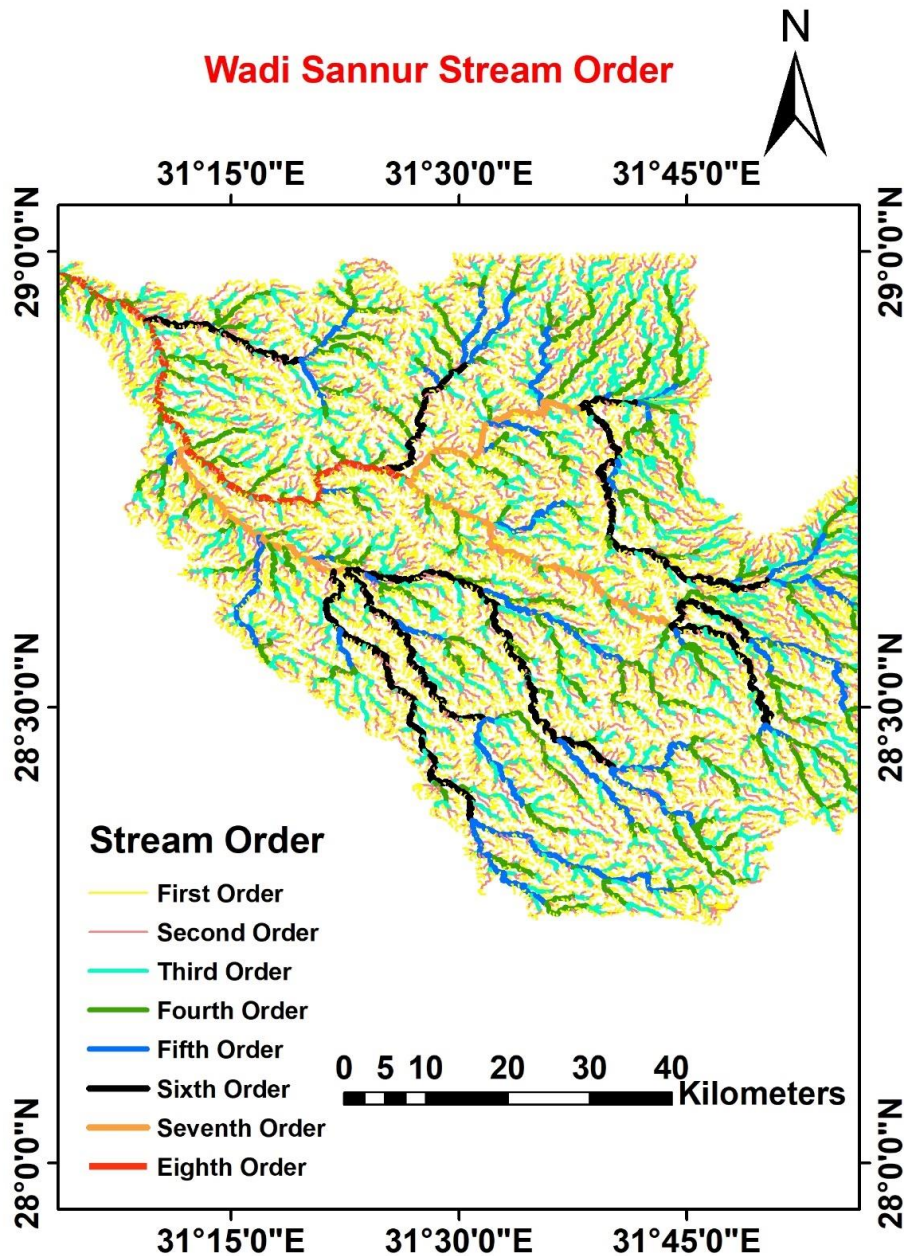 N
Wadi Sannur Stream Order
31°15'0"E 31°30'0"E 31°45'0"E
29°0'0"N 29°0'0"N
28°30'0"N 28°30'0"N
Stream Order
First Order
Second Order
Third Order
Fourth Order
Fifth Order
Sixth Order
Seventh Order
Eighth Order
0 5 10 20 30 40
Kilometers
28°0'0"N 28°0'0"N
31°15'0"E 31°30'0"E 31°45'0"E